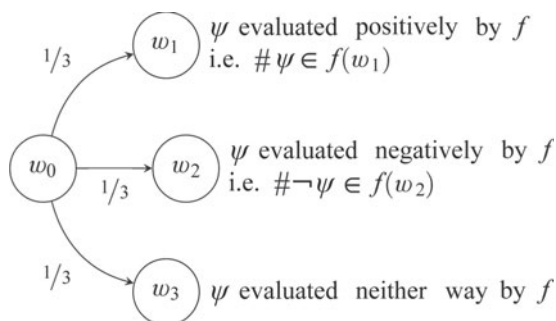 w₁
ψ evaluated positively by f
i.e. # ψ ∈ f(w₁)
1/3
w₀
1/3
w₂
ψ evaluated negatively by f
i.e. #¬ ψ ∈ f(w₂)
1/3
w₃
ψ evaluated neither way by f